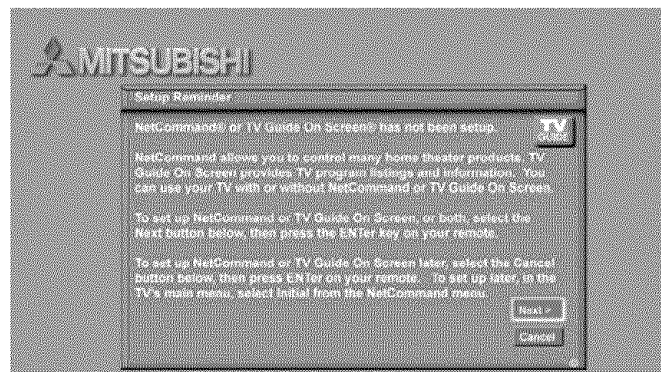 MITSUBISHI
Setup Reminder
NetCommand® or TV Guide On Screen® has not been setup.
TV
GUIDE
NetCommand allows you to control many home theater products. TV
Guide On Screen provides TV program listings and information. You
can use your TV with or without NetCommand or TV Guide On Screen.
To set up NetCommand or TV Guide On Screen, or both, select the
Next button below, then press the ENTer key on your remote.
To set up NetCommand or TV Guide On Screen later, select the Cancel
button below, then press ENTer on your remote. To set up later, in the
TV's main menu, select Initial from the NetCommand menu.
Next >
Cancel